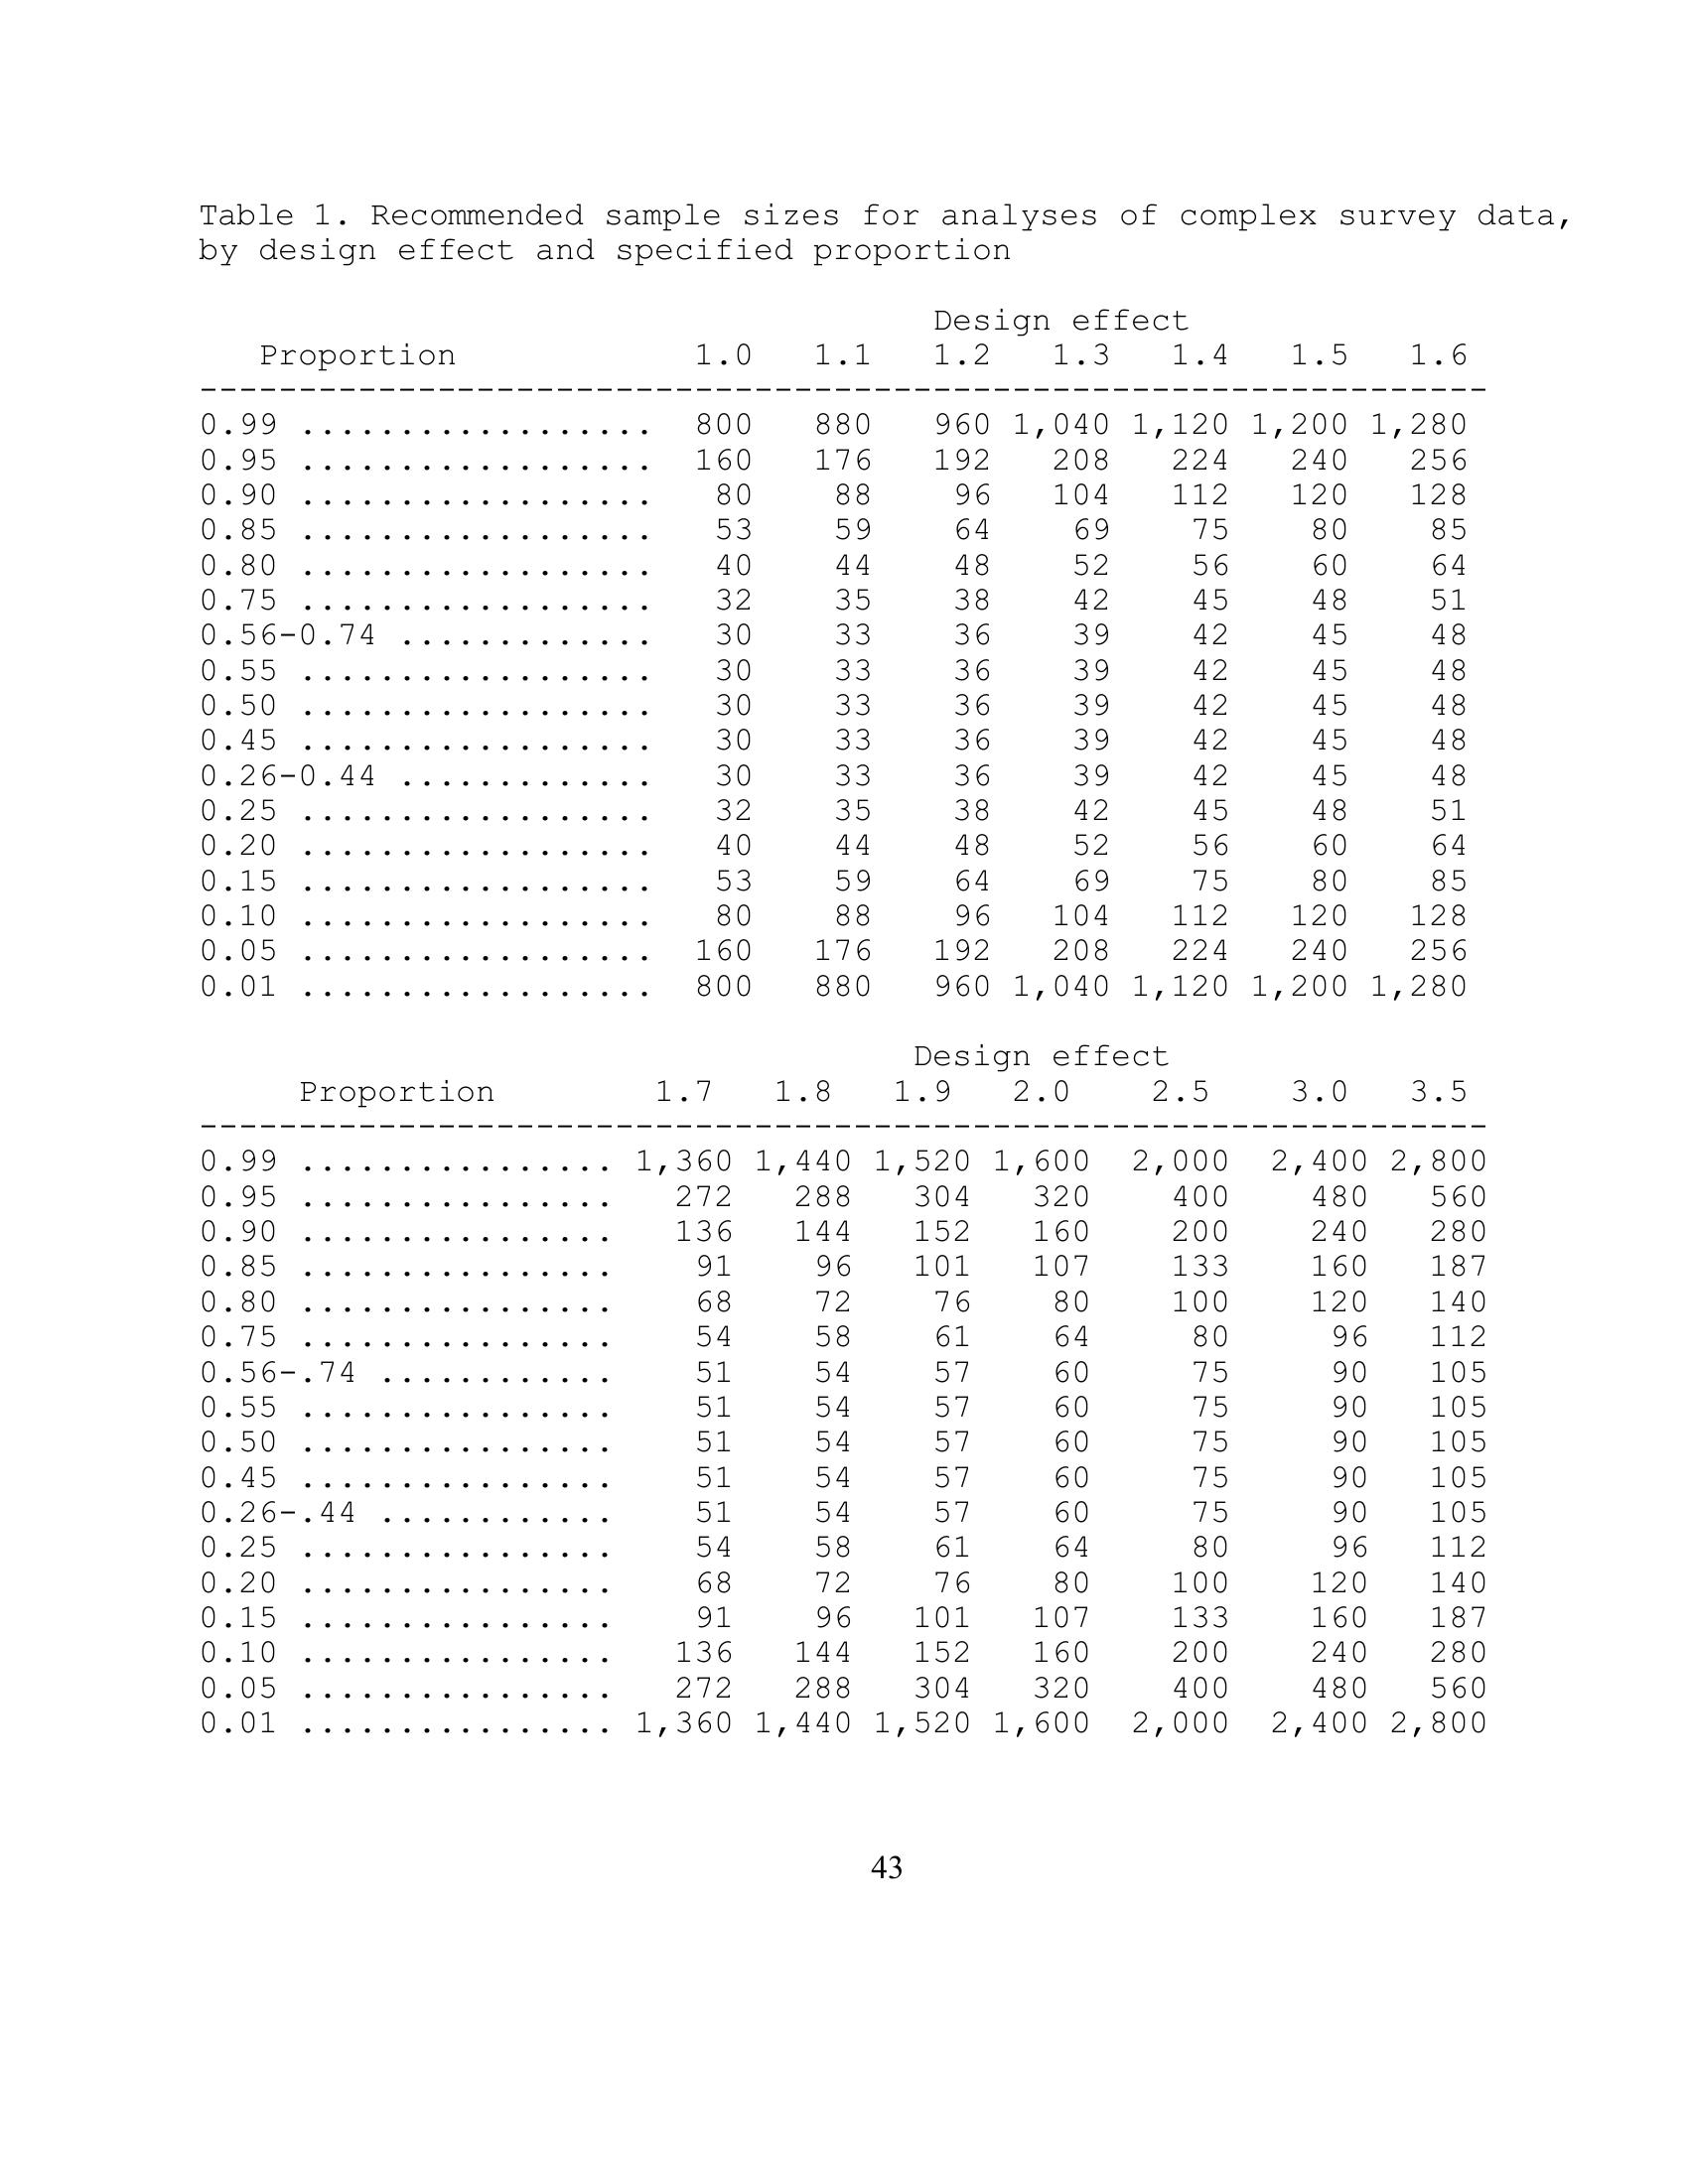 Table 1. Recommended sample sizes for analyses of complex survey data,
by design effect and specified proportion
Design effect
Proportion 1.0 1.1 1.2 1.3 1.4 1.5 1.6
-----------------------------------------------------------------
0.99 .................. 800 880 960 1,040 1,120 1,200 1,280
0.95 .................. 160 176 192 208 224 240 256
0.90 .................. 80 88 96 104 112 120 128
0.85 .................. 53 59 64 69 75 80 85
0.80 .................. 40 44 48 52 56 60 64
0.75 .................. 32 35 38 42 45 48 51
0.56-0.74 ............. 30 33 36 39 42 45 48
0.55 .................. 30 33 36 39 42 45 48
0.50 .................. 30 33 36 39 42 45 48
0.45 .................. 30 33 36 39 42 45 48
0.26-0.44 ............. 30 33 36 39 42 45 48
0.25 .................. 32 35 38 42 45 48 51
0.20 .................. 40 44 48 52 56 60 64
0.15 .................. 53 59 64 69 75 80 85
0.10 .................. 80 88 96 104 112 120 128
0.05 .................. 160 176 192 208 224 240 256
0.01 .................. 800 880 960 1,040 1,120 1,200 1,280
Design effect
Proportion 1.7 1.8 1.9 2.0 2.5 3.0 3.5
-----------------------------------------------------------------
0.99 ................ 1,360 1,440 1,520 1,600 2,000 2,400 2,800
0.95 ................ 272 288 304 320 400 480 560
0.90 ................ 136 144 152 160 200 240 280
0.85 ................ 91 96 101 107 133 160 187
0.80 ................ 68 72 76 80 100 120 140
0.75 ................ 54 58 61 64 80 96 112
0.56-.74 ............ 51 54 57 60 75 90 105
0.55 ................ 51 54 57 60 75 90 105
0.50 ................ 51 54 57 60 75 90 105
0.45 ................ 51 54 57 60 75 90 105
0.26-.44 ............ 51 54 57 60 75 90 105
0.25 ................ 54 58 61 64 80 96 112
0.20 ................ 68 72 76 80 100 120 140
0.15 ................ 91 96 101 107 133 160 187
0.10 ................ 136 144 152 160 200 240 280
0.05 ................ 272 288 304 320 400 480 560
0.01 ................ 1,360 1,440 1,520 1,600 2,000 2,400 2,800
43